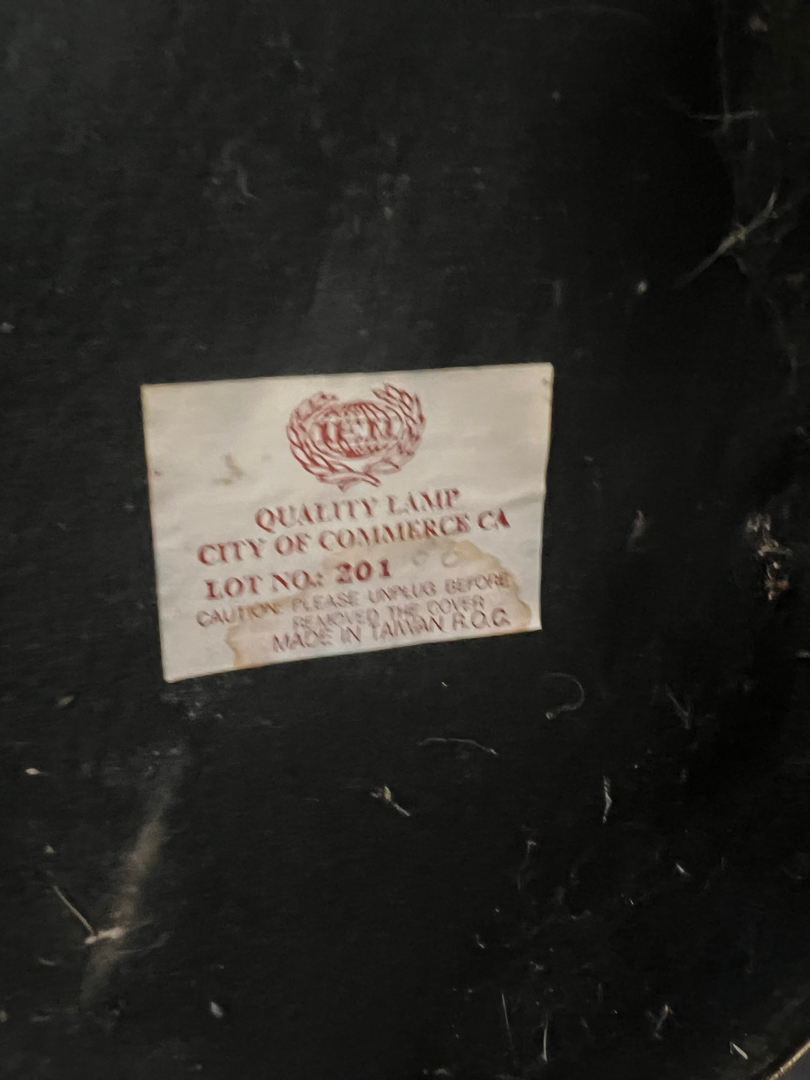 QUALITY LAMP
CITY OF COMMERCE CA
LOT NO.: 201
CAUTION: PLEASE UNPLUG BEFORE
REMOVED THE COVER
MADE IN TAIWAN R.O.C.